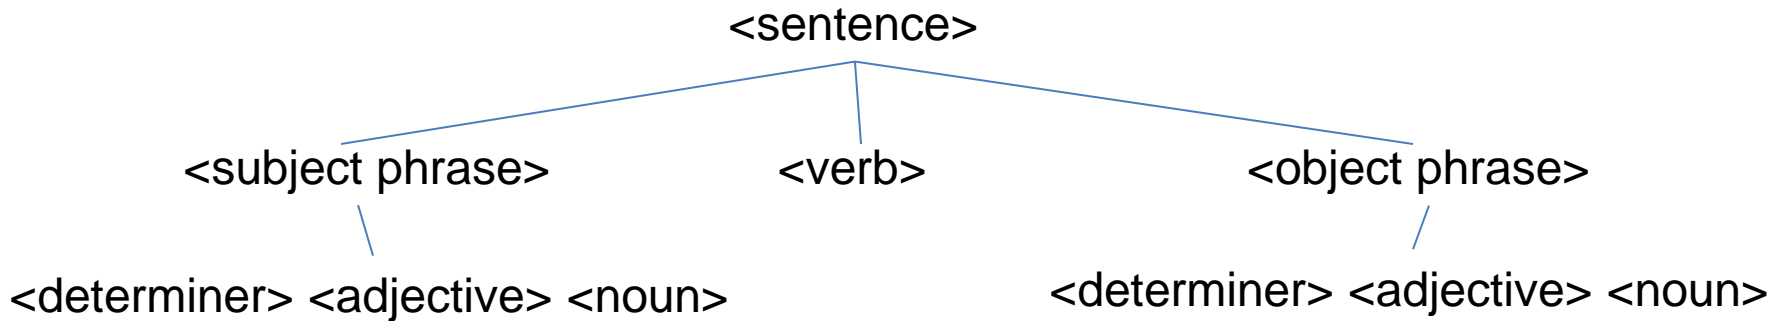 <sentence>
<subject phrase> <verb> <object phrase>
<determiner> <adjective> <noun> <determiner> <adjective> <noun>